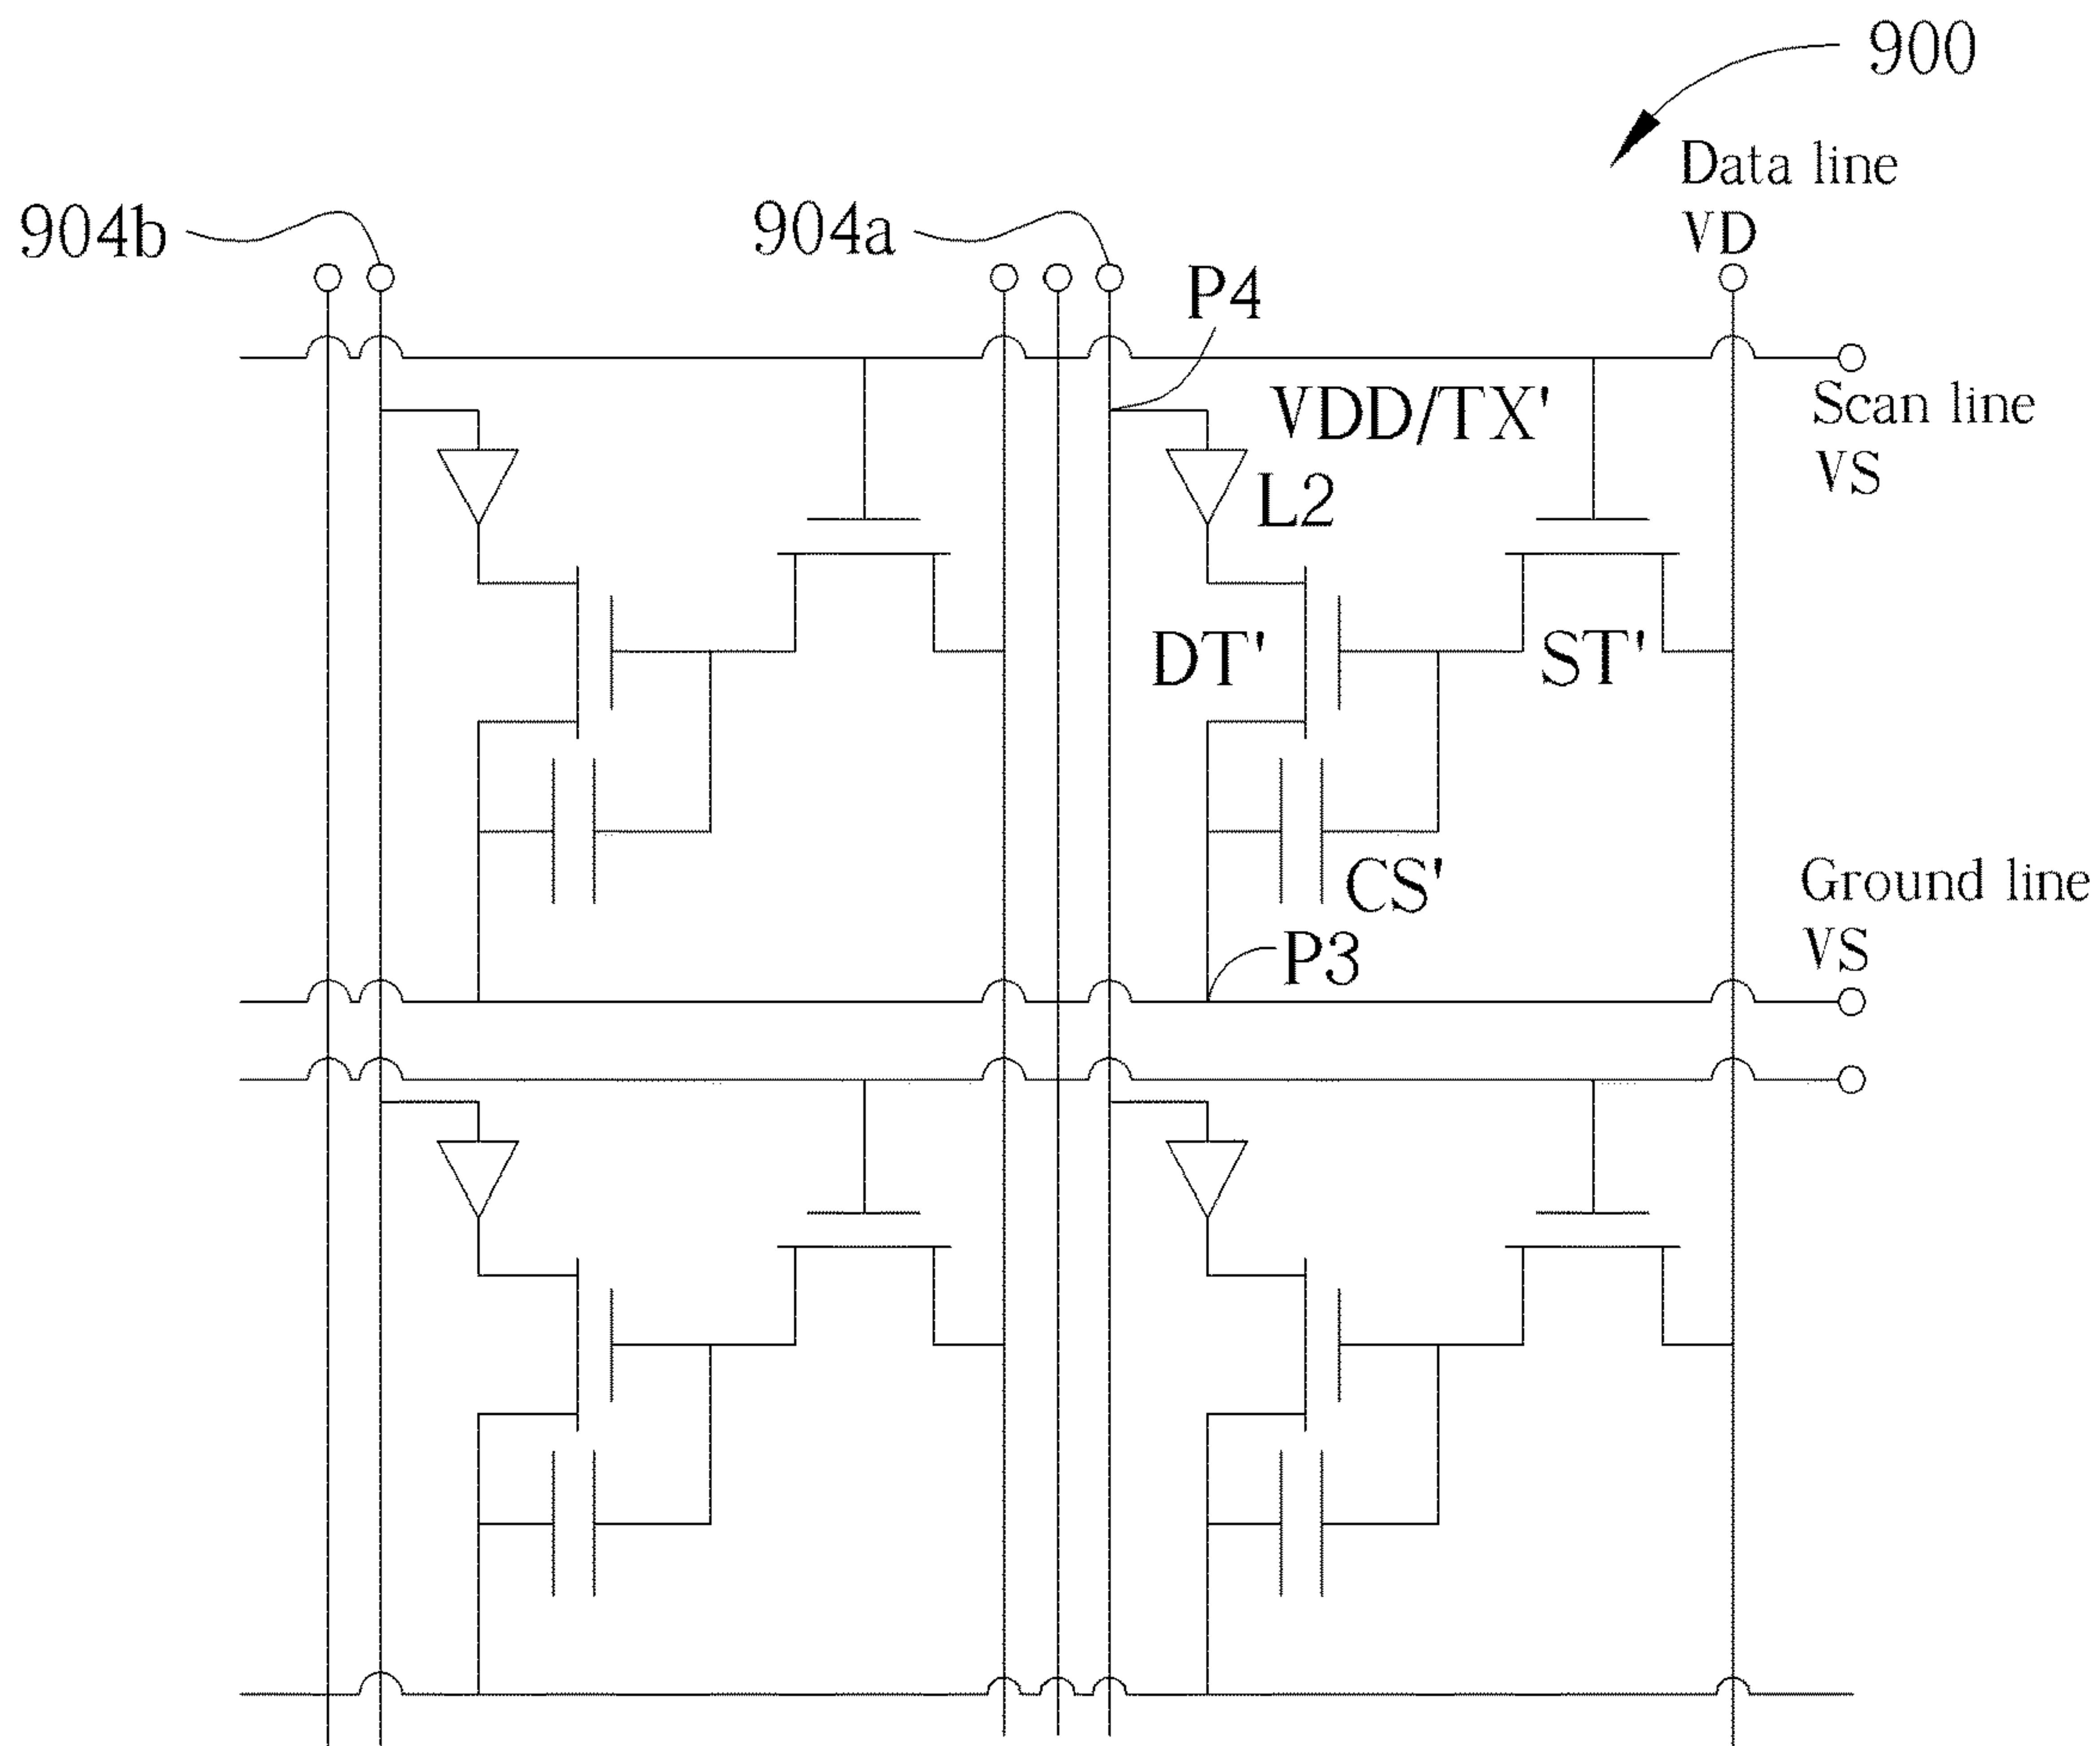 900
Data line
VD
904b
904a
P4
VDD/TX'
Scan line
VS
L2
DT'
ST'
CS'
Ground line
VS
P3